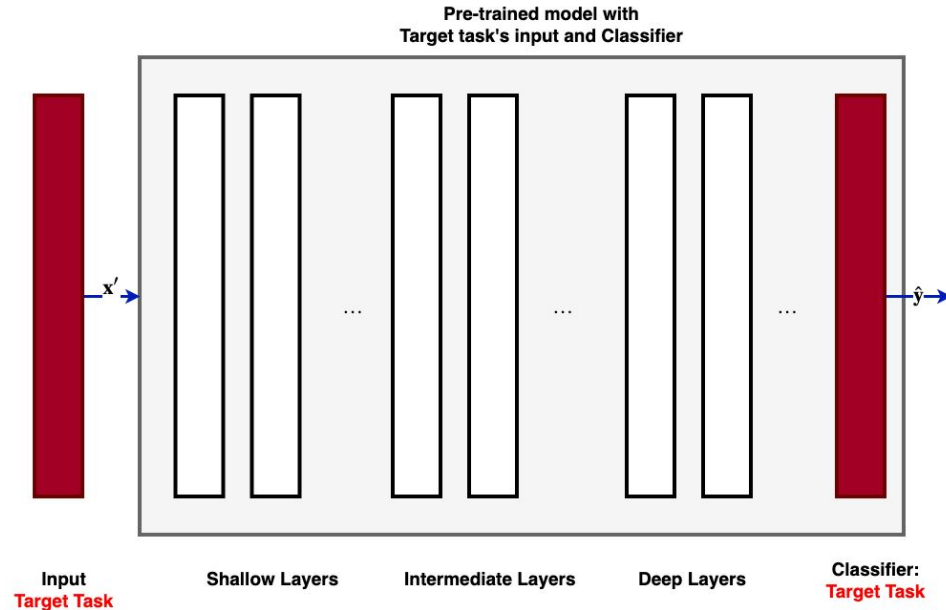 Pre-trained model with
Target task's input and Classifier
x′
...
...
...
ŷ
Input
Target Task
Shallow Layers
Intermediate Layers
Deep Layers
Classifier:
Target Task